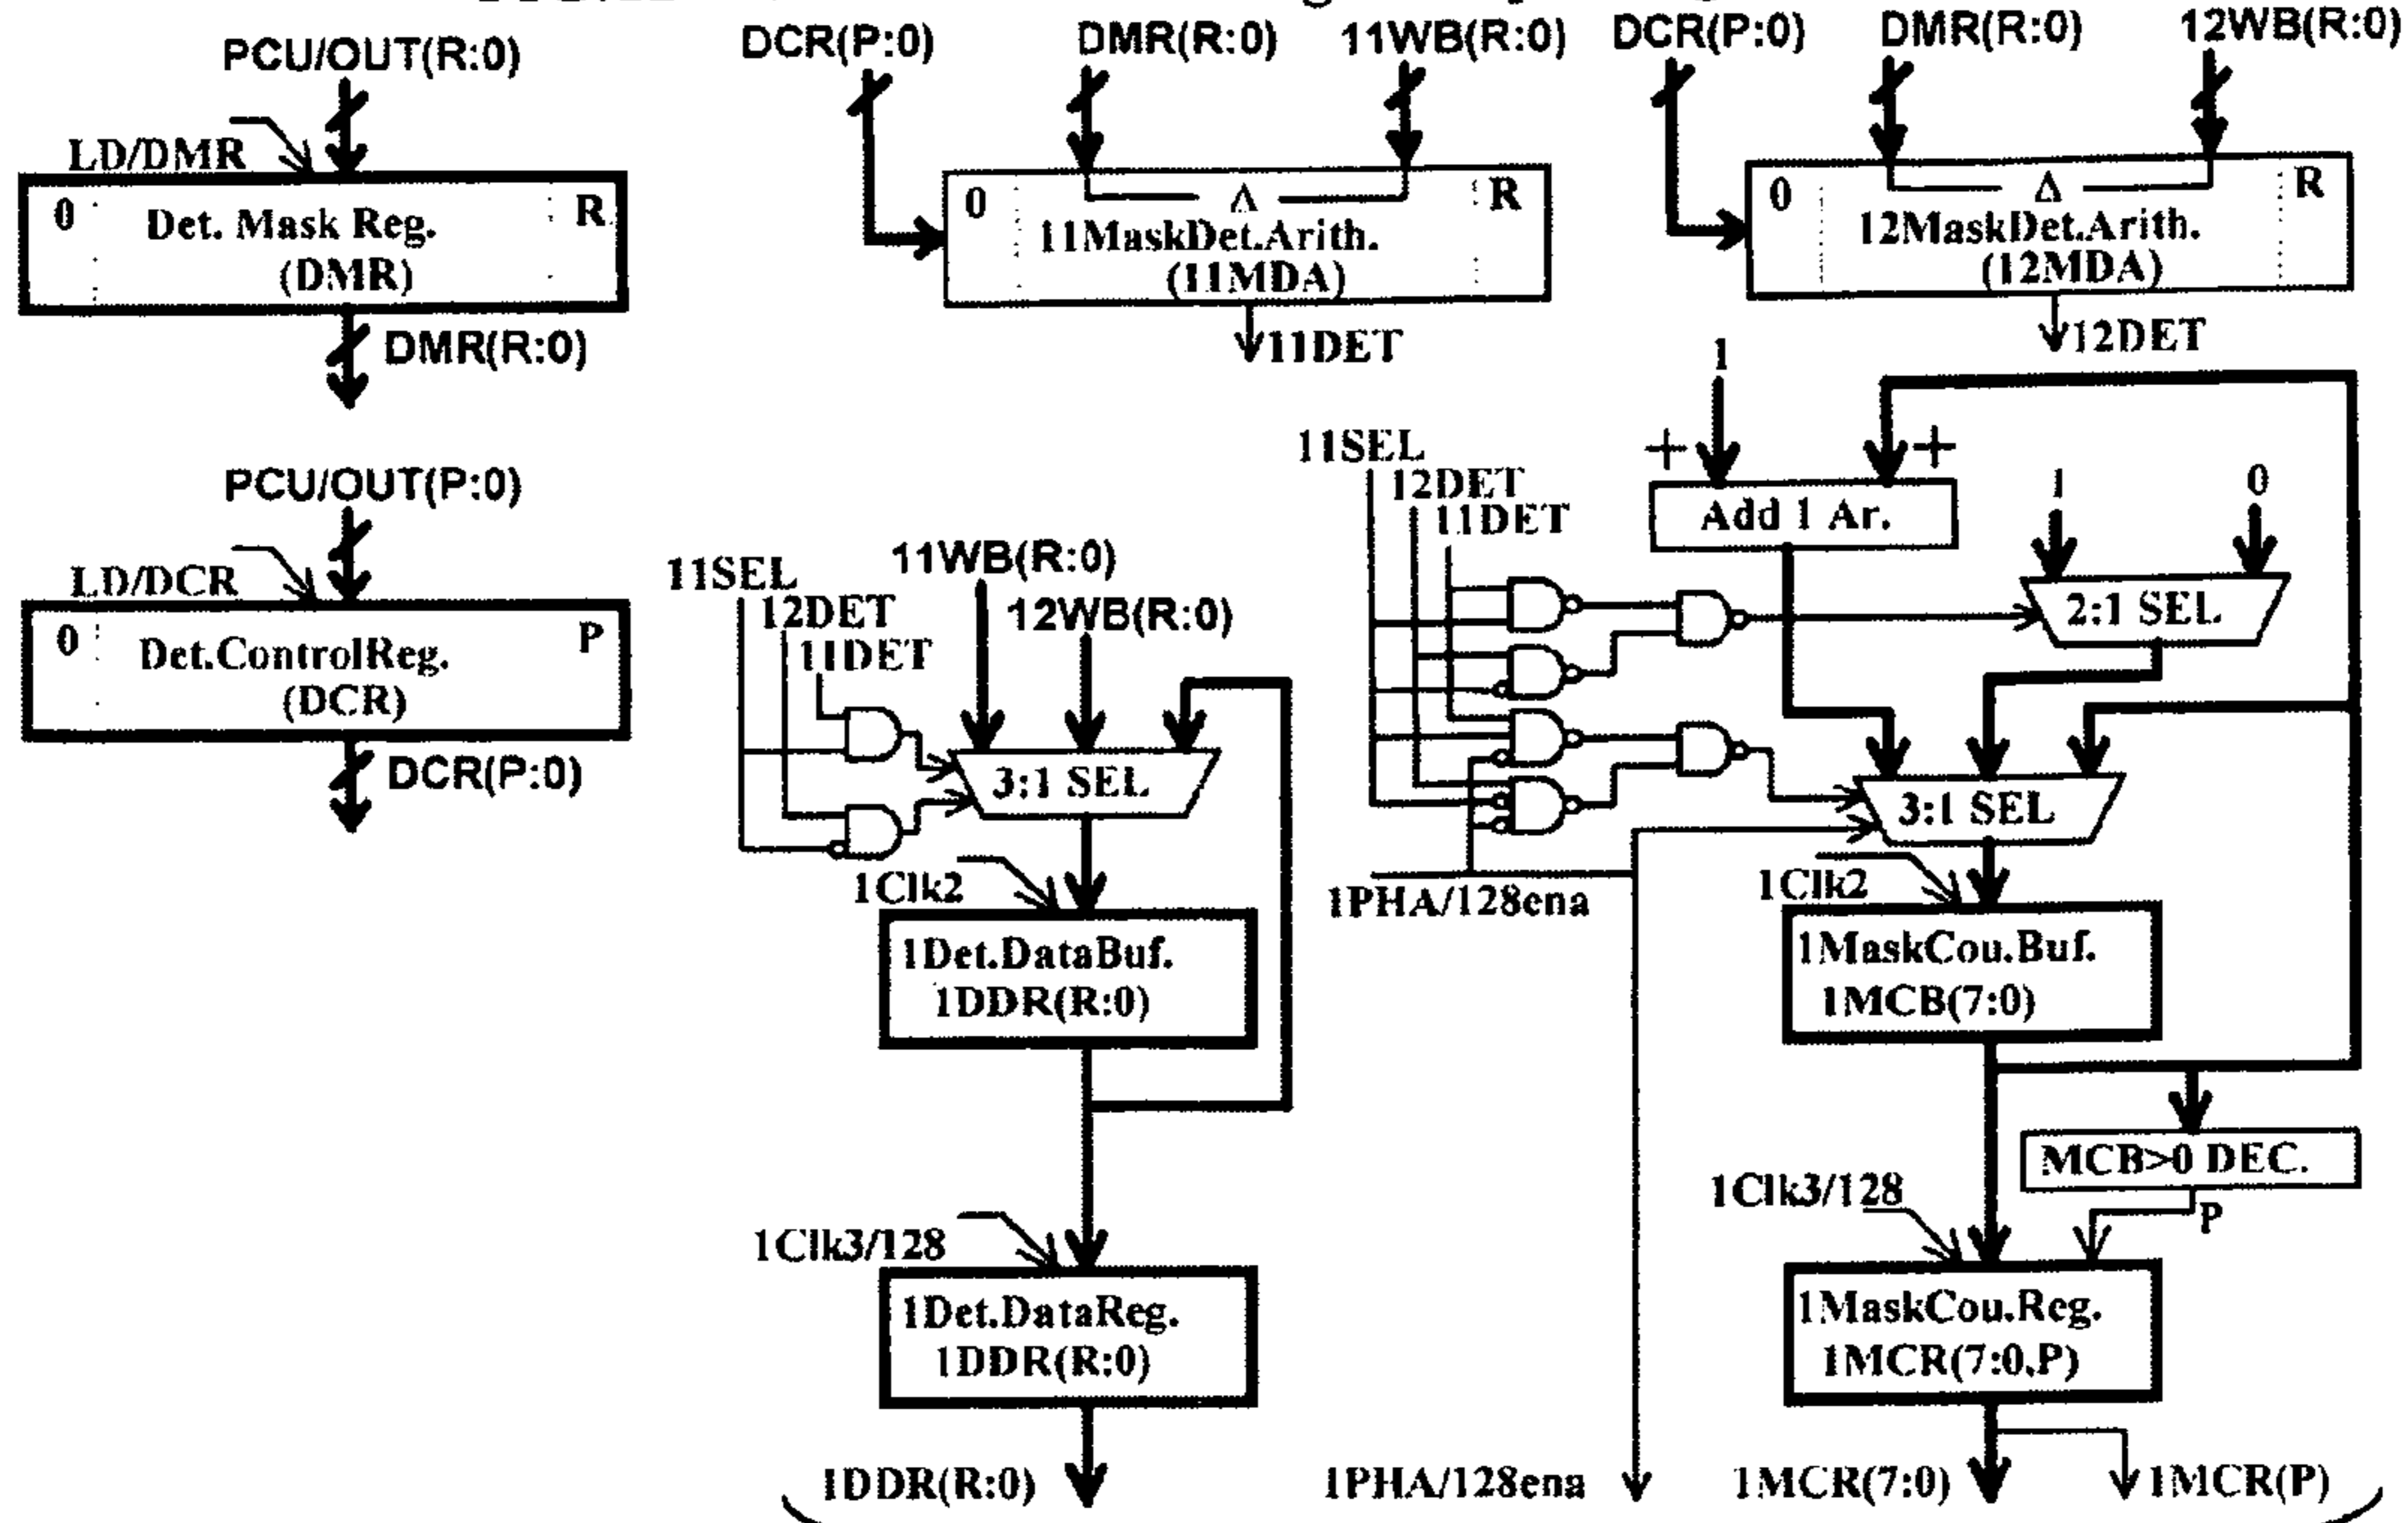 PCU/OUT(R:0)
LD/DMR
0 R
Det. Mask Reg.
(DMR)
DMR(R:0)
PCU/OUT(P:0)
LD/DCR
0 P
Det.ControlReg.
(DCR)
DCR(P:0)
DCR(P:0) DMR(R:0) 11WB(R:0)
0 Δ R
11MaskDet.Arith.
(11MDA)
11DET
DCR(P:0) DMR(R:0) 12WB(R:0)
0 Δ R
12MaskDet.Arith.
(12MDA)
12DET
11SEL
12DET
11DET
11WB(R:0)
12WB(R:0)
3:1 SEL
1Clk2
1Det.DataBuf.
1DDR(R:0)
1Clk3/128
1Det.DataReg.
1DDR(R:0)
1DDR(R:0)
11SEL
12DET
11DET
1
+ +
Add 1 Ar.
1 0
2:1 SEL
3:1 SEL
1PHA/128ena
1Clk2
1MaskCou.Buf.
1MCB(7:0)
MCB>0 DEC.
P
1Clk3/128
1MaskCou.Reg.
1MCR(7:0,P)
1PHA/128ena
1MCR(7:0)
1MCR(P)